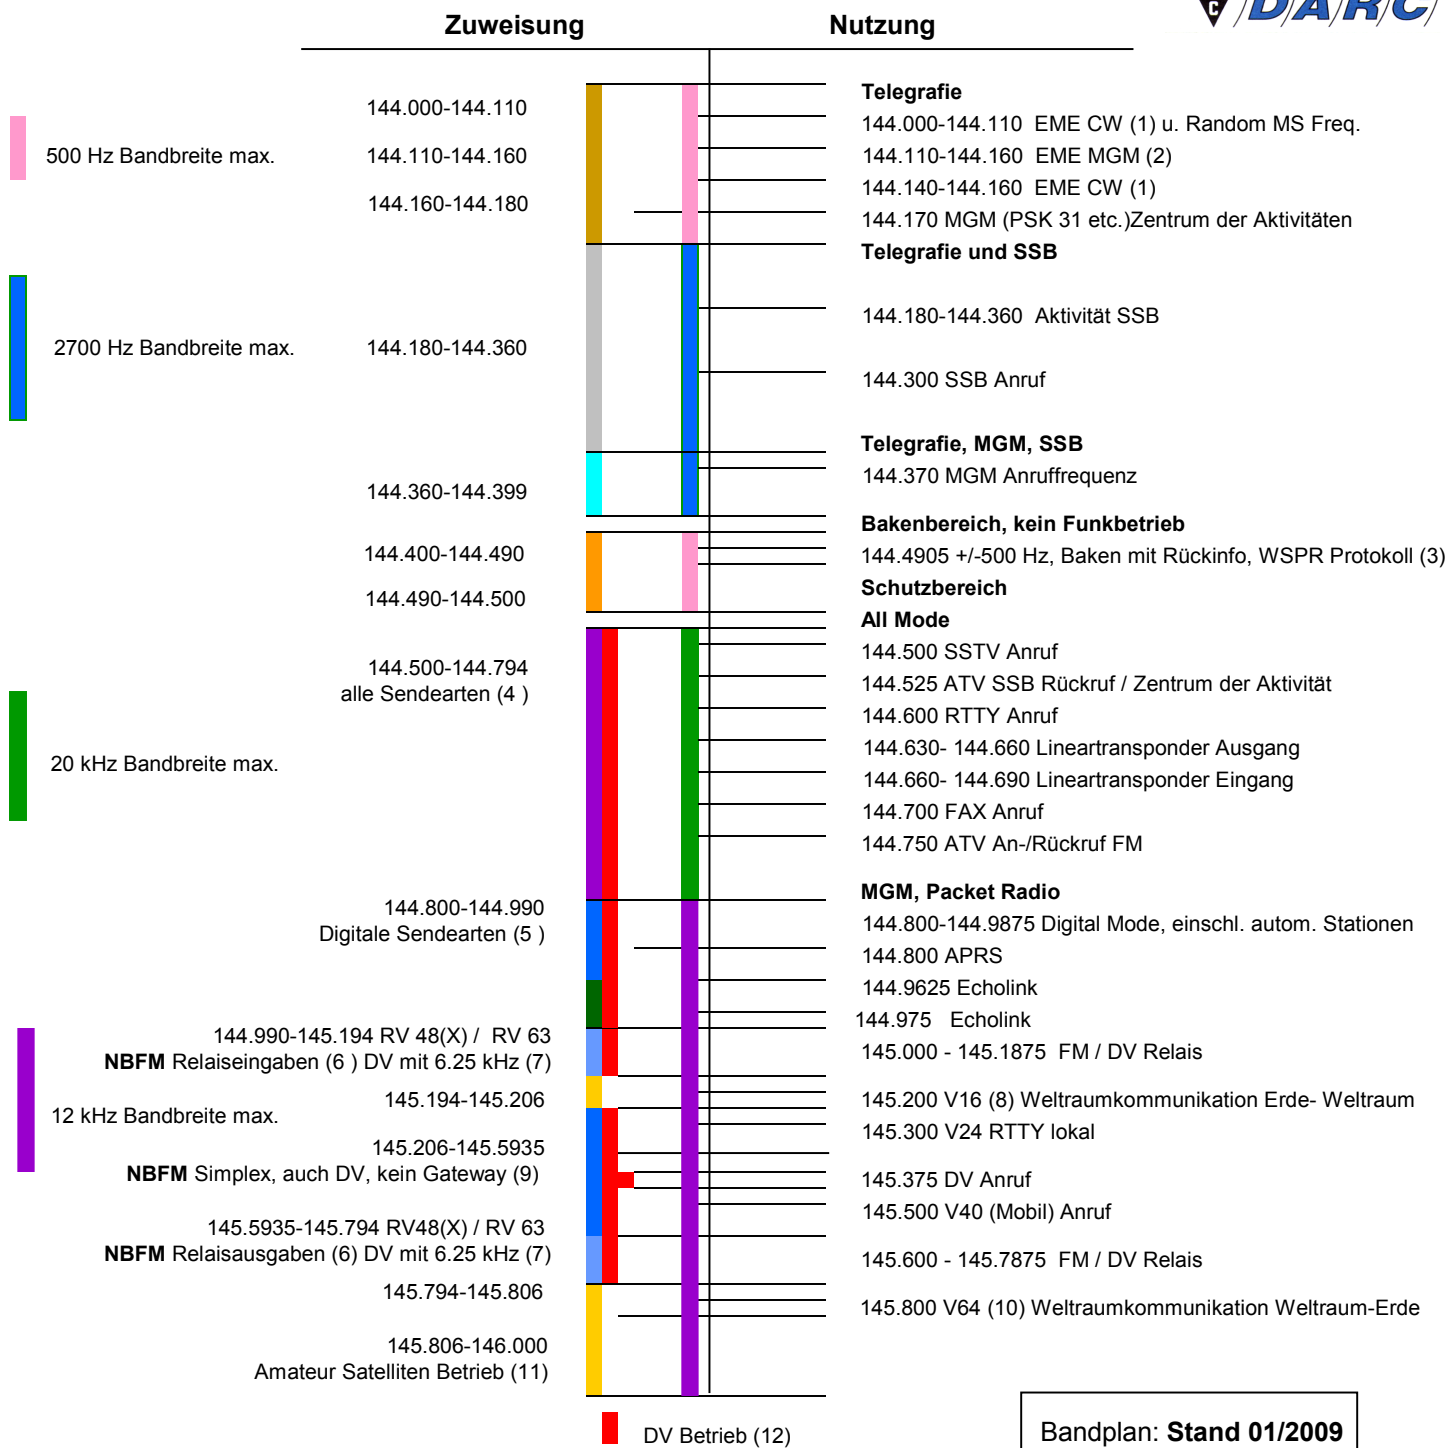 C DARC
Zuweisung Nutzung
500 Hz Bandbreite max.
2700 Hz Bandbreite max.
20 kHz Bandbreite max.
12 kHz Bandbreite max.
144.000-144.110
144.110-144.160
144.160-144.180
144.180-144.360
144.360-144.399
144.400-144.490
144.490-144.500
144.500-144.794
alle Sendearten (4 )
144.800-144.990
Digitale Sendearten (5 )
144.990-145.194 RV 48(X) / RV 63
NBFM Relaiseingaben (6 ) DV mit 6.25 kHz (7)
145.194-145.206
145.206-145.5935
NBFM Simplex, auch DV, kein Gateway (9)
145.5935-145.794 RV48(X) / RV 63
NBFM Relaisausgaben (6) DV mit 6.25 kHz (7)
145.794-145.806
145.806-146.000
Amateur Satelliten Betrieb (11)
Telegrafie
144.000-144.110 EME CW (1) u. Random MS Freq.
144.110-144.160 EME MGM (2)
144.140-144.160 EME CW (1)
144.170 MGM (PSK 31 etc.)Zentrum der Aktivitäten
Telegrafie und SSB
144.180-144.360 Aktivität SSB
144.300 SSB Anruf
Telegrafie, MGM, SSB
144.370 MGM Anruffrequenz
Bakenbereich, kein Funkbetrieb
144.4905 +/-500 Hz, Baken mit Rückinfo, WSPR Protokoll (3)
Schutzbereich
All Mode
144.500 SSTV Anruf
144.525 ATV SSB Rückruf / Zentrum der Aktivität
144.600 RTTY Anruf
144.630- 144.660 Lineartransponder Ausgang
144.660- 144.690 Lineartransponder Eingang
144.700 FAX Anruf
144.750 ATV An-/Rückruf FM
MGM, Packet Radio
144.800-144.9875 Digital Mode, einschl. autom. Stationen
144.800 APRS
144.9625 Echolink
144.975 Echolink
145.000 - 145.1875 FM / DV Relais
145.200 V16 (8) Weltraumkommunikation Erde- Weltraum
145.300 V24 RTTY lokal
145.375 DV Anruf
145.500 V40 (Mobil) Anruf
145.600 - 145.7875 FM / DV Relais
145.800 V64 (10) Weltraumkommunikation Weltraum-Erde
DV Betrieb (12)
Bandplan: Stand 01/2009